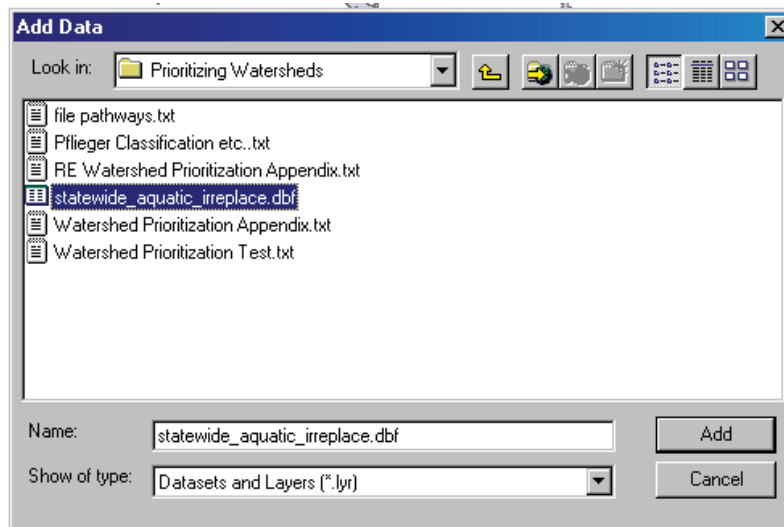 Add Data
Look in: Prioritizing Watersheds
file pathways.txt
Pflieger Classification etc..txt
RE Watershed Prioritization Appendix.txt
statewide_aquatic_irreplace.dbf
Watershed Prioritization Appendix.txt
Watershed Prioritization Test.txt
Name: statewide_aquatic_irreplace.dbf Add
Show of type: Datasets and Layers (*.lyr) Cancel